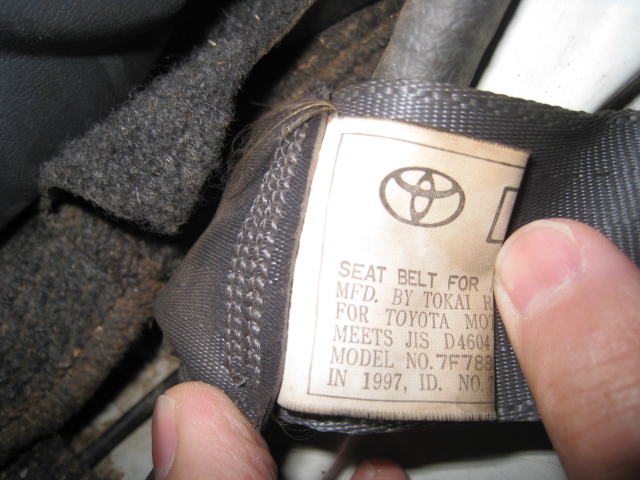 SEAT BELT FOR
MFD. BY TOKAI R
FOR TOYOTA MOT
MEETS JIS D4604
MODEL NO. 7F788
IN 1997, ID. NO. 7